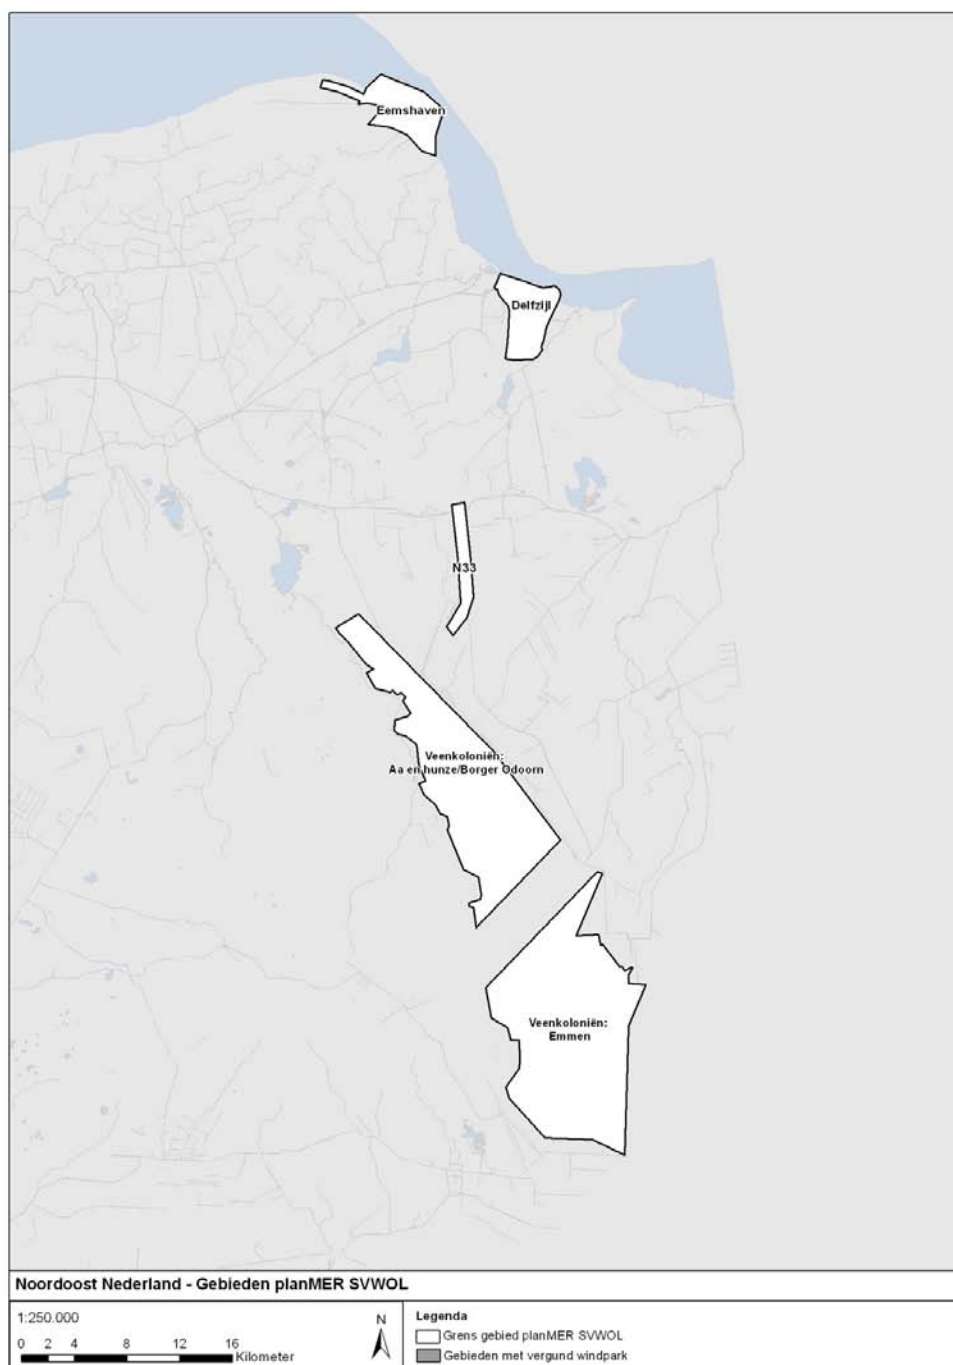 Eemshaven
Delfzijl
N33
Veenkoloniën:
Aa en hunze/Borger Odoorn
Veenkoloniën:
Emmen
Noordoost Nederland - Gebieden planMER SVWOL
1:250.000
N
0 2 4 8 12 16
Kilometer
Legenda
Grens gebied planMER SVWOL
Gebieden met vergund windpark